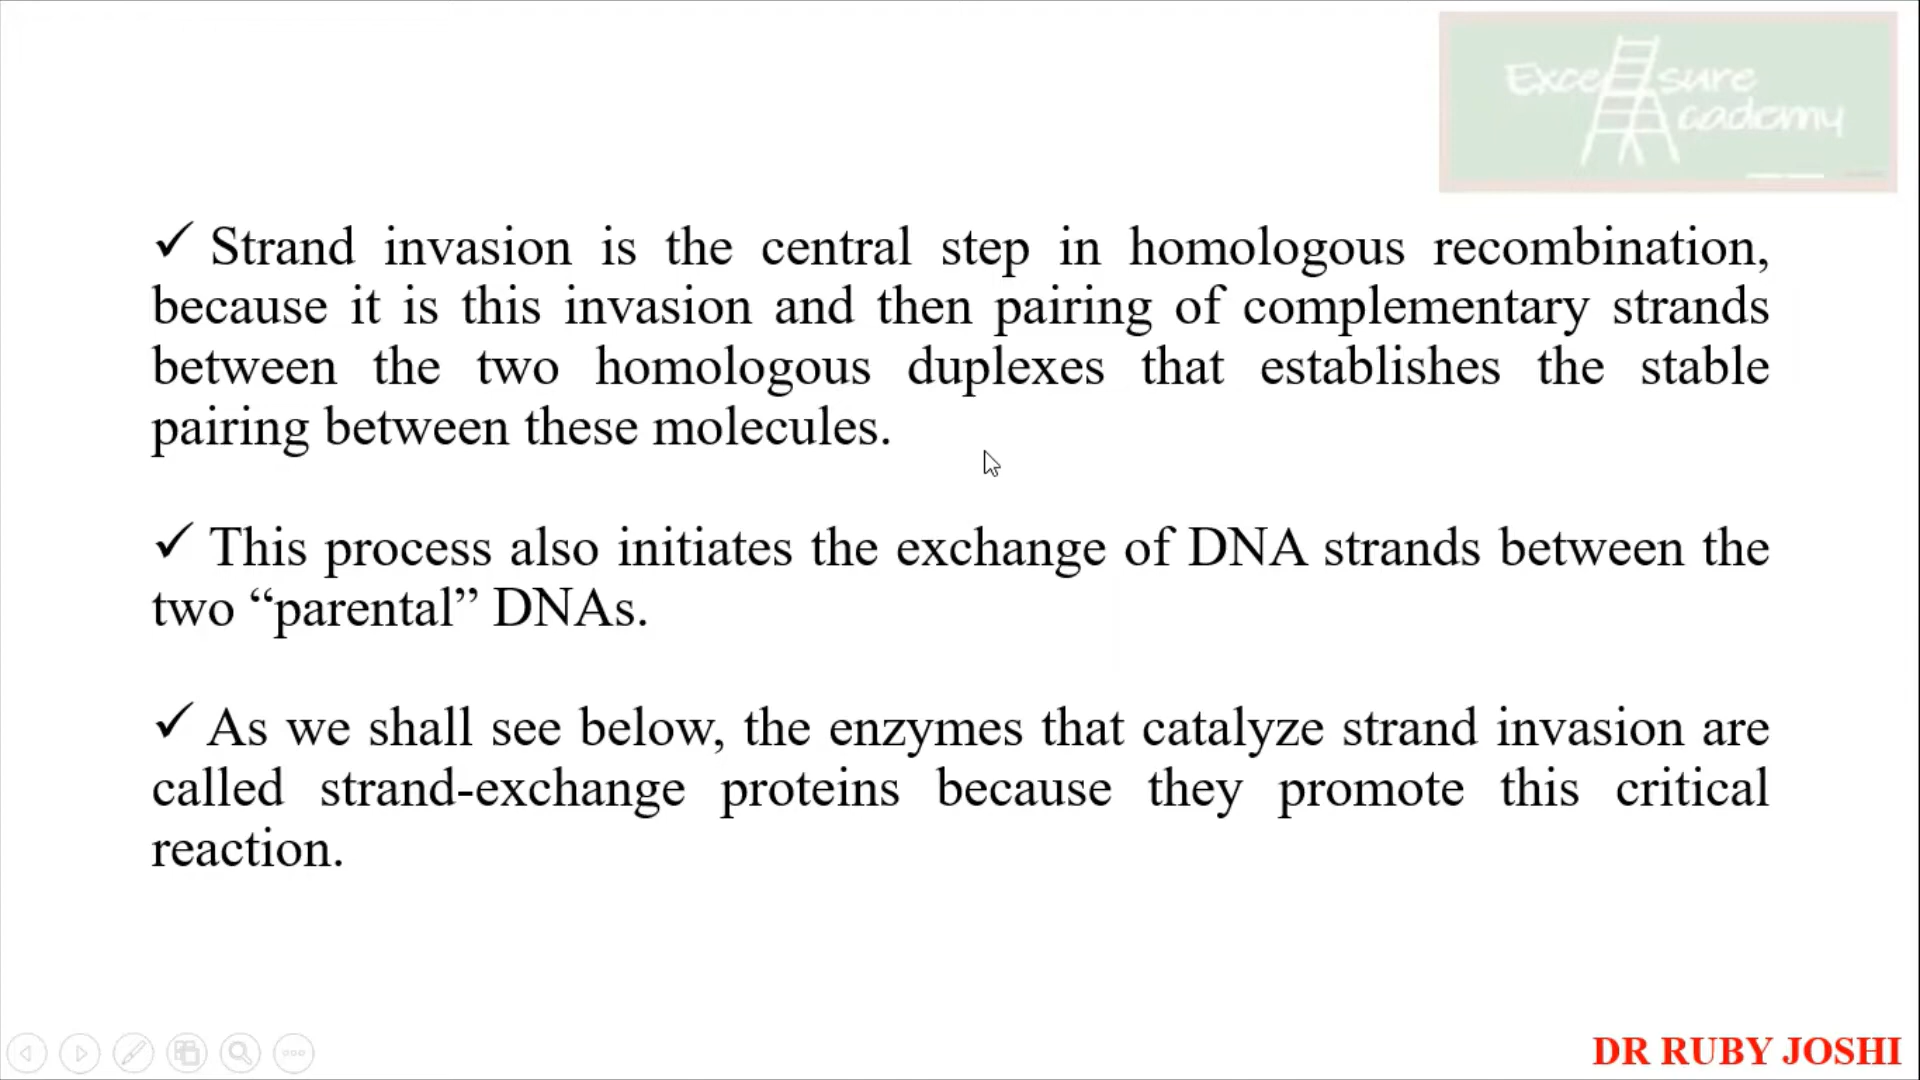 Excel sure
cademy
✓ Strand invasion is the central step in homologous recombination,
because it is this invasion and then pairing of complementary strands
between the two homologous duplexes that establishes the stable
pairing between these molecules.
✓ This process also initiates the exchange of DNA strands between the
two “parental” DNAs.
✓ As we shall see below, the enzymes that catalyze strand invasion are
called strand-exchange proteins because they promote this critical
reaction.
DR RUBY JOSHI